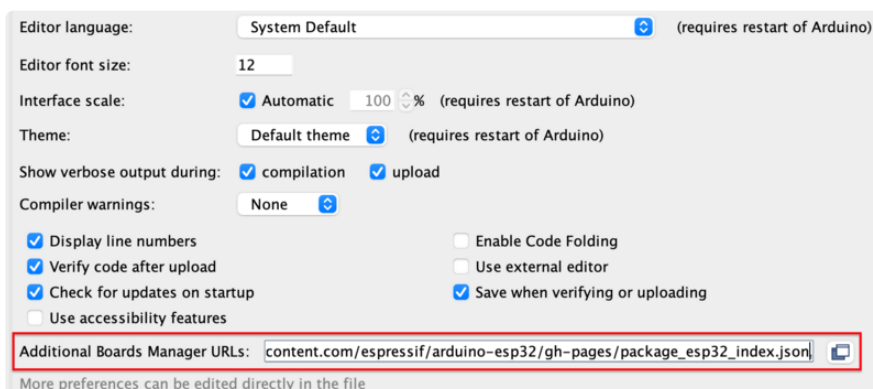 Editor language: System Default (requires restart of Arduino)
Editor font size: 12
Interface scale: Automatic 100 % (requires restart of Arduino)
Theme: Default theme (requires restart of Arduino)
Show verbose output during: compilation upload
Compiler warnings: None
Display line numbers Enable Code Folding
Verify code after upload Use external editor
Check for updates on startup Save when verifying or uploading
Use accessibility features
Additional Boards Manager URLs: content.com/espressif/arduino-esp32/gh-pages/package_esp32_index.json
More preferences can be edited directly in the file